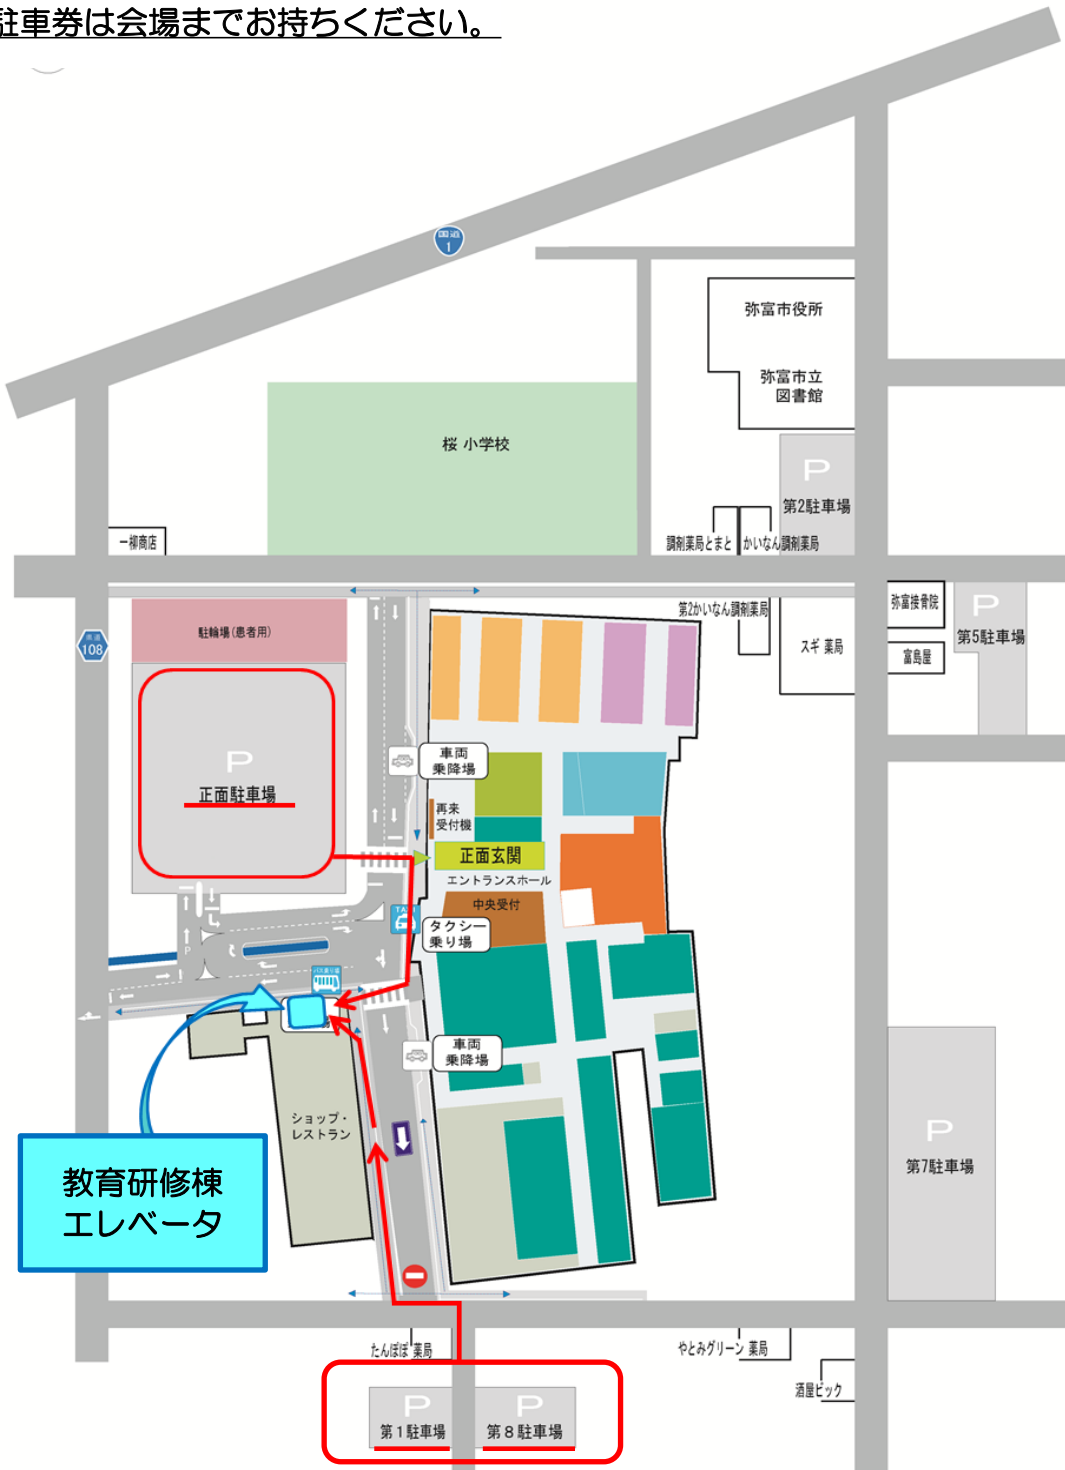 駐車券は会場までお持ちください。
国道
1
弥富市役所
弥富市立
図書館
桜 小学校
P
第2駐車場
一柳商店
調剤薬局とまと
かいなん調剤薬局
第2かいなん調剤薬局
スギ 薬局
弥富接骨院
富島屋
P
第5駐車場
県道
108
駐輪場(患者用)
P
正面駐車場
車両
乗降場
再来
受付機
正面玄関
エントランスホール
中央受付
TAXI
タクシー
乗り場
バス乗り場
P
車両
乗降場
ショップ・
レストラン
教育研修棟
エレベータ
P
第7駐車場
たんぽぽ 薬局
やとみグリーン 薬局
酒屋ビック
P
第1駐車場
P
第8駐車場